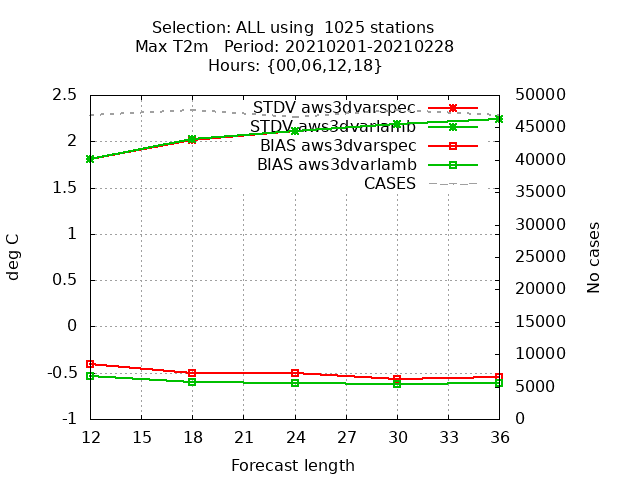 Selection: ALL using  1025 stations
Max T2m   Period: 20210201-20210228
Hours: {00,06,12,18}
2.5
2
1.5
1
0.5
0
-0.5
-1
50000
45000
40000
35000
30000
25000
20000
15000
10000
5000
0
STDV aws3dvarspec
STDV aws3dvarlamb
BIAS aws3dvarspec
BIAS aws3dvarlamb
CASES
deg C
No cases
12 15 18 21 24 27 30 33 36
Forecast length